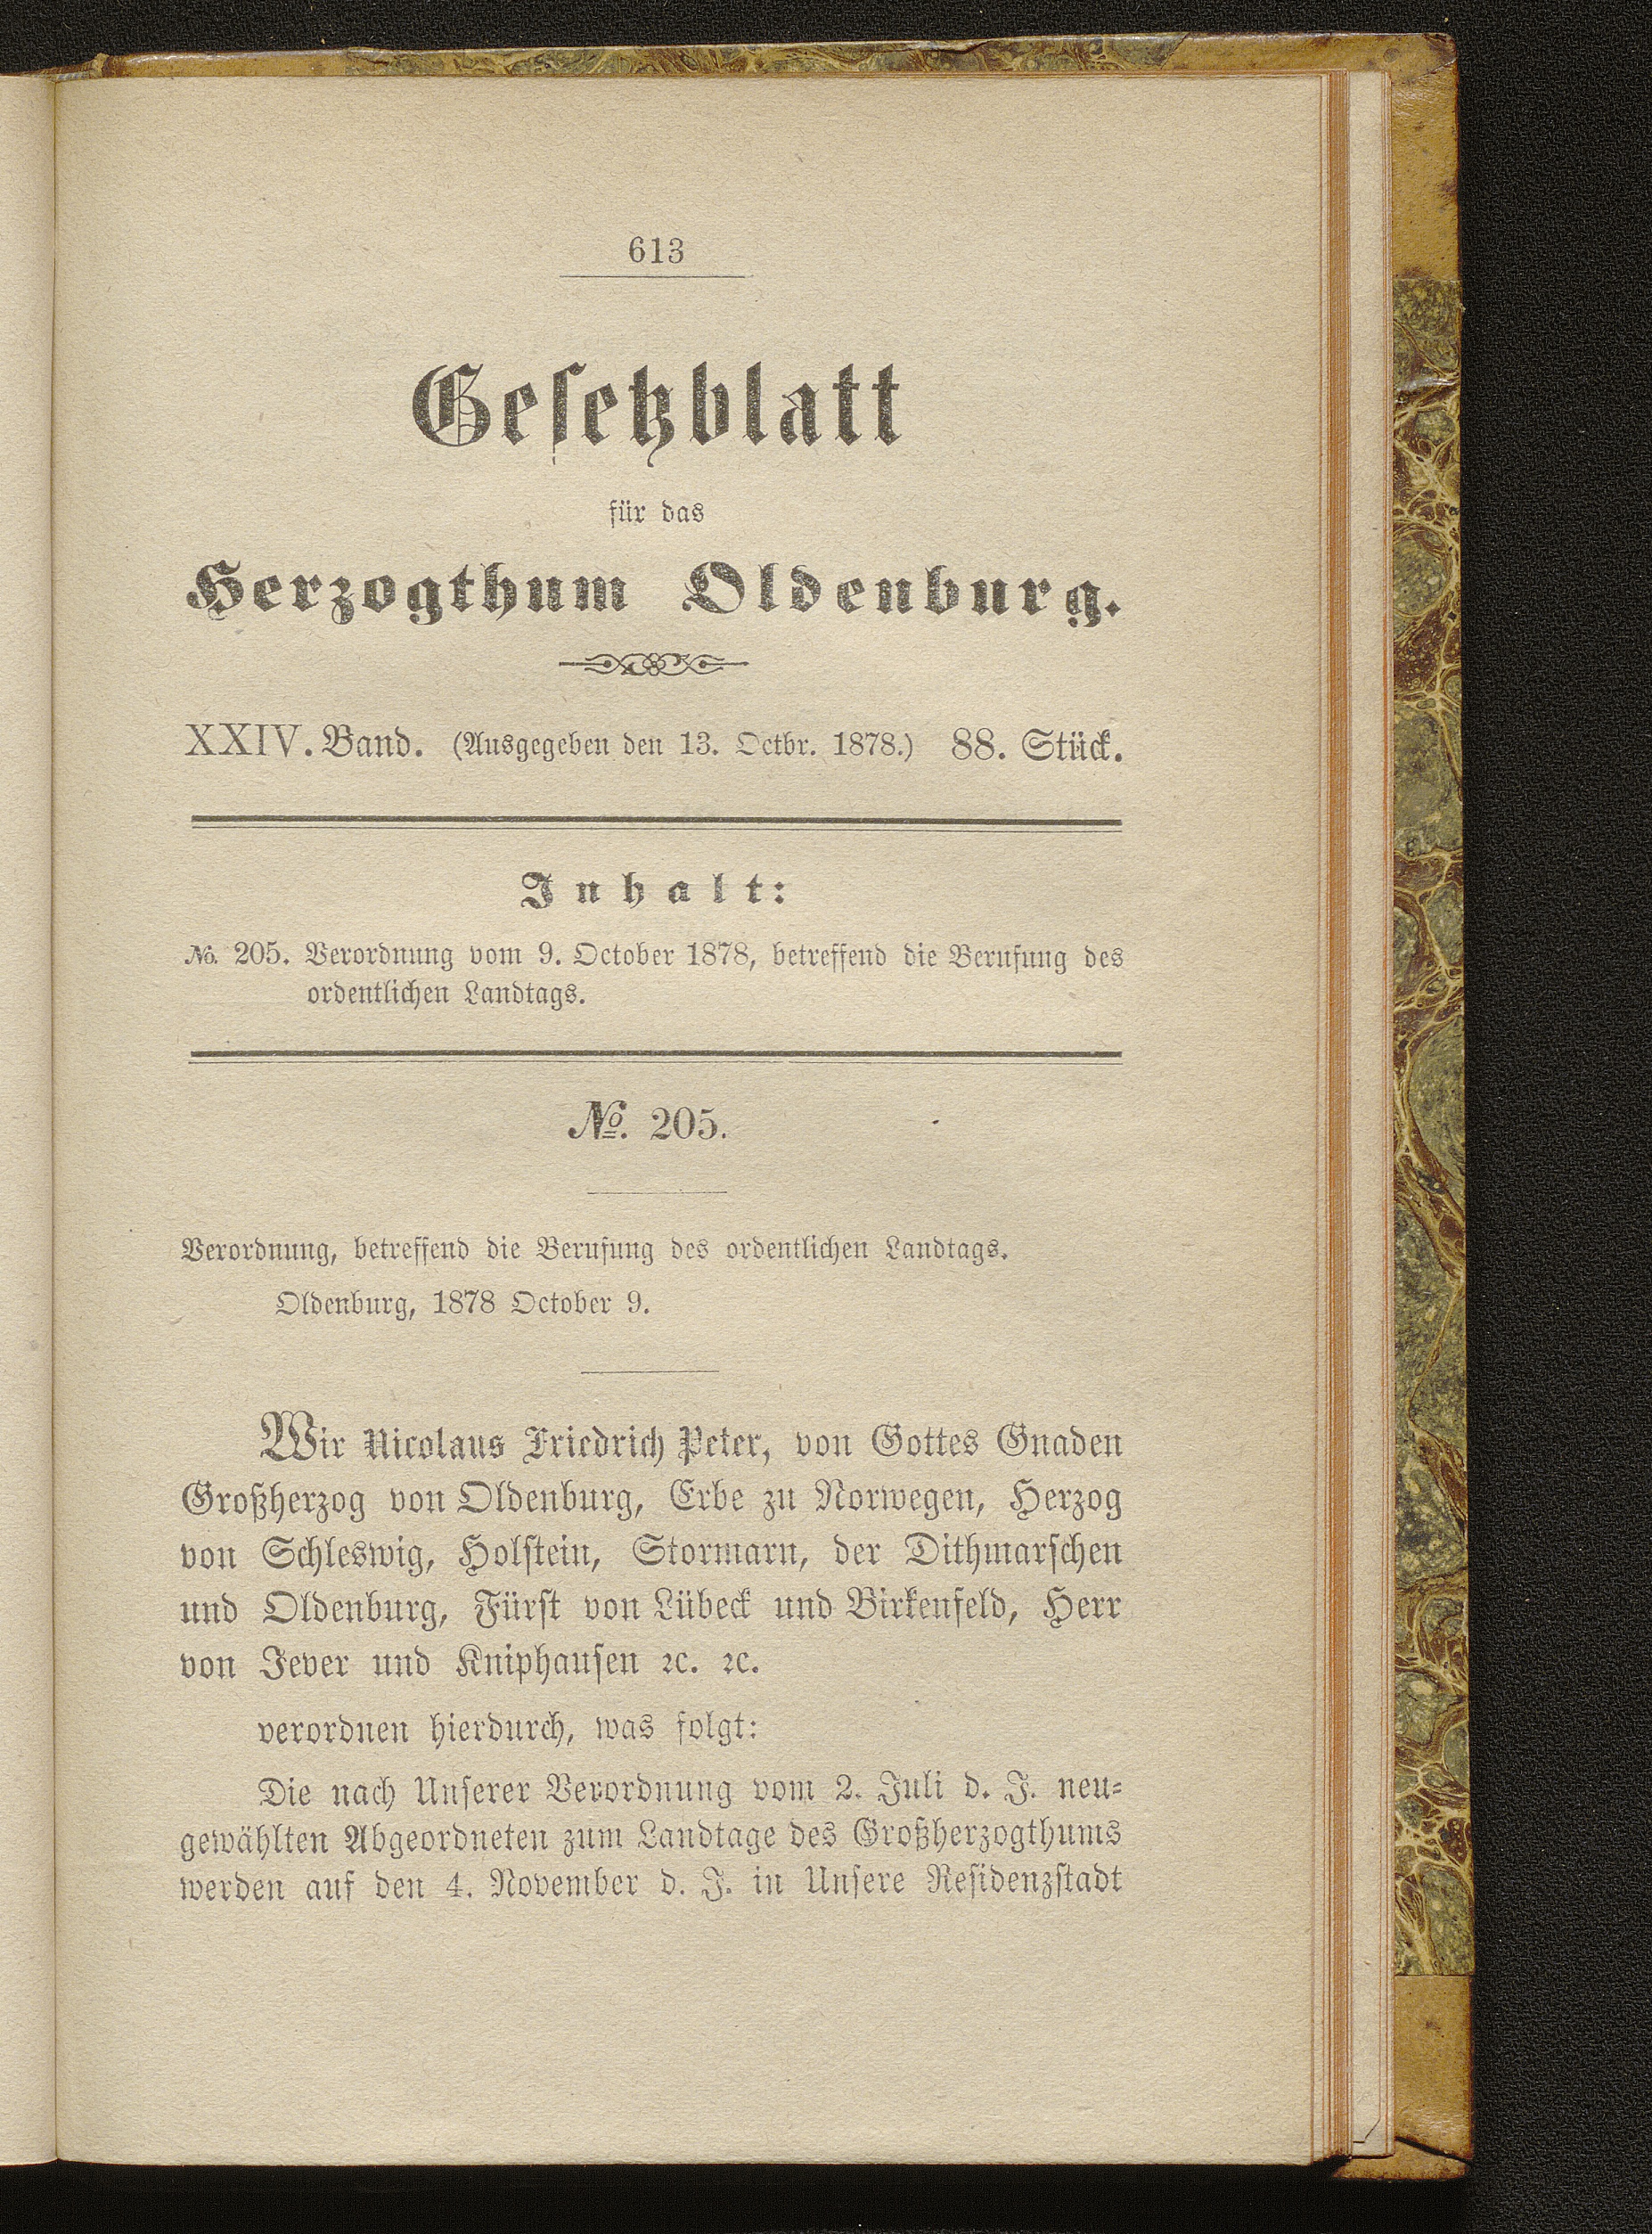 613
Gesetzblatt
für das
Herzogthum Oldenburg.
XXIV. Band. (Ausgegeben den 13. Octbr. 1878.) 88. Stück.
Inhalt:
№. 205. Verordnung vom 9. October 1878, betreffend die Berufung des
ordentlichen Landtags.
№. 205.
Verordnung, betreffend die Berufung des ordentlichen Landtags.
Oldenburg, 1878 October 9.
Wir Nicolaus Friedrich Peter, von Gottes Gnaden
Großherzog von Oldenburg, Erbe zu Norwegen, Herzog
von Schleswig, Holstein, Stormarn, der Dithmarschen
und Oldenburg, Fürst von Lübeck und Birkenfeld, Herr
von Jever und Kniphausen ꝛc. ꝛc.
verordnen hierdurch, was folgt:
Die nach Unserer Verordnung vom 2. Juli d. J. neu-
gewählten Abgeordneten zum Landtage des Großherzogthums
werden auf den 4. November d. J. in Unsere Residenzstadt